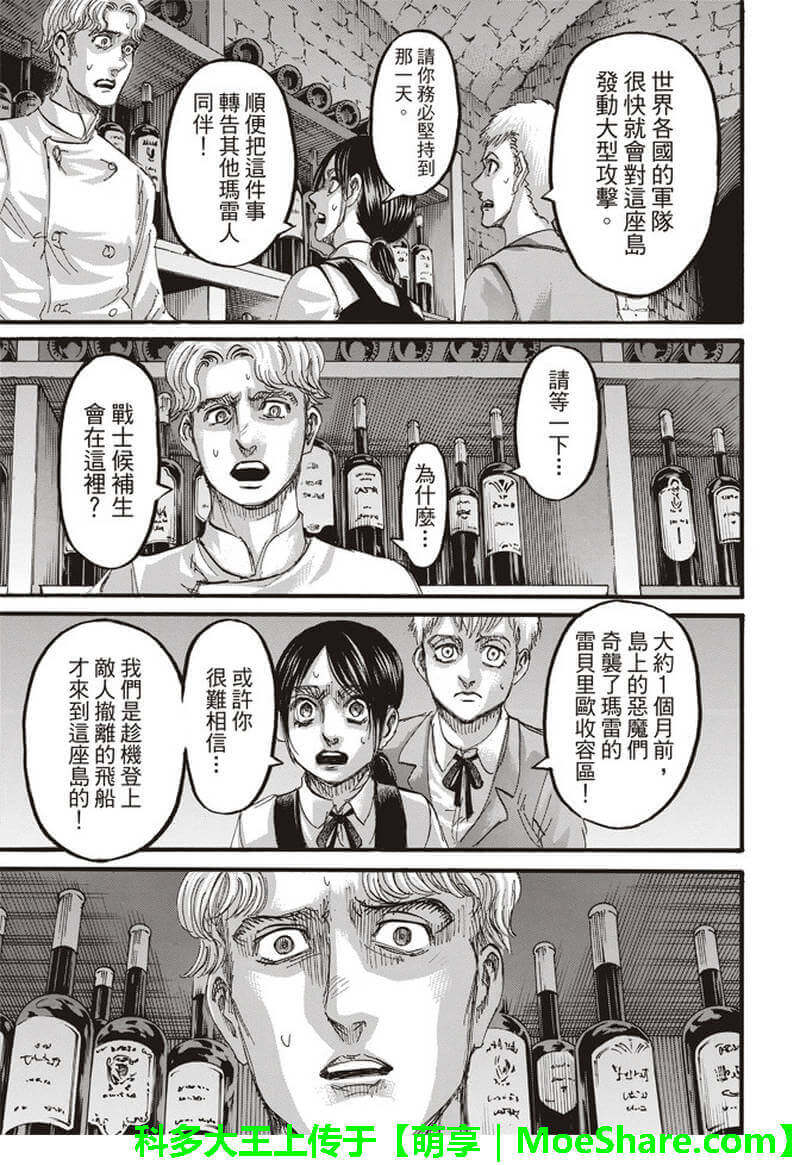 世界各國的軍隊
很快就會對這座島
發動大型攻擊。
請你務必堅持到
那一天。
順便把這件事
轉告其他瑪雷人
同伴！
請等一下…
為什麼…
戰士候補生
會在這裡？
大約1個月前，
島上的惡魔們
奇襲了瑪雷的
雷貝里歐收容區！
或許你
很難相信…
我們是趁機登上
敵人撤離的飛船
才來到這座島的！
科多大王上传于【萌享】MoeShare.com】